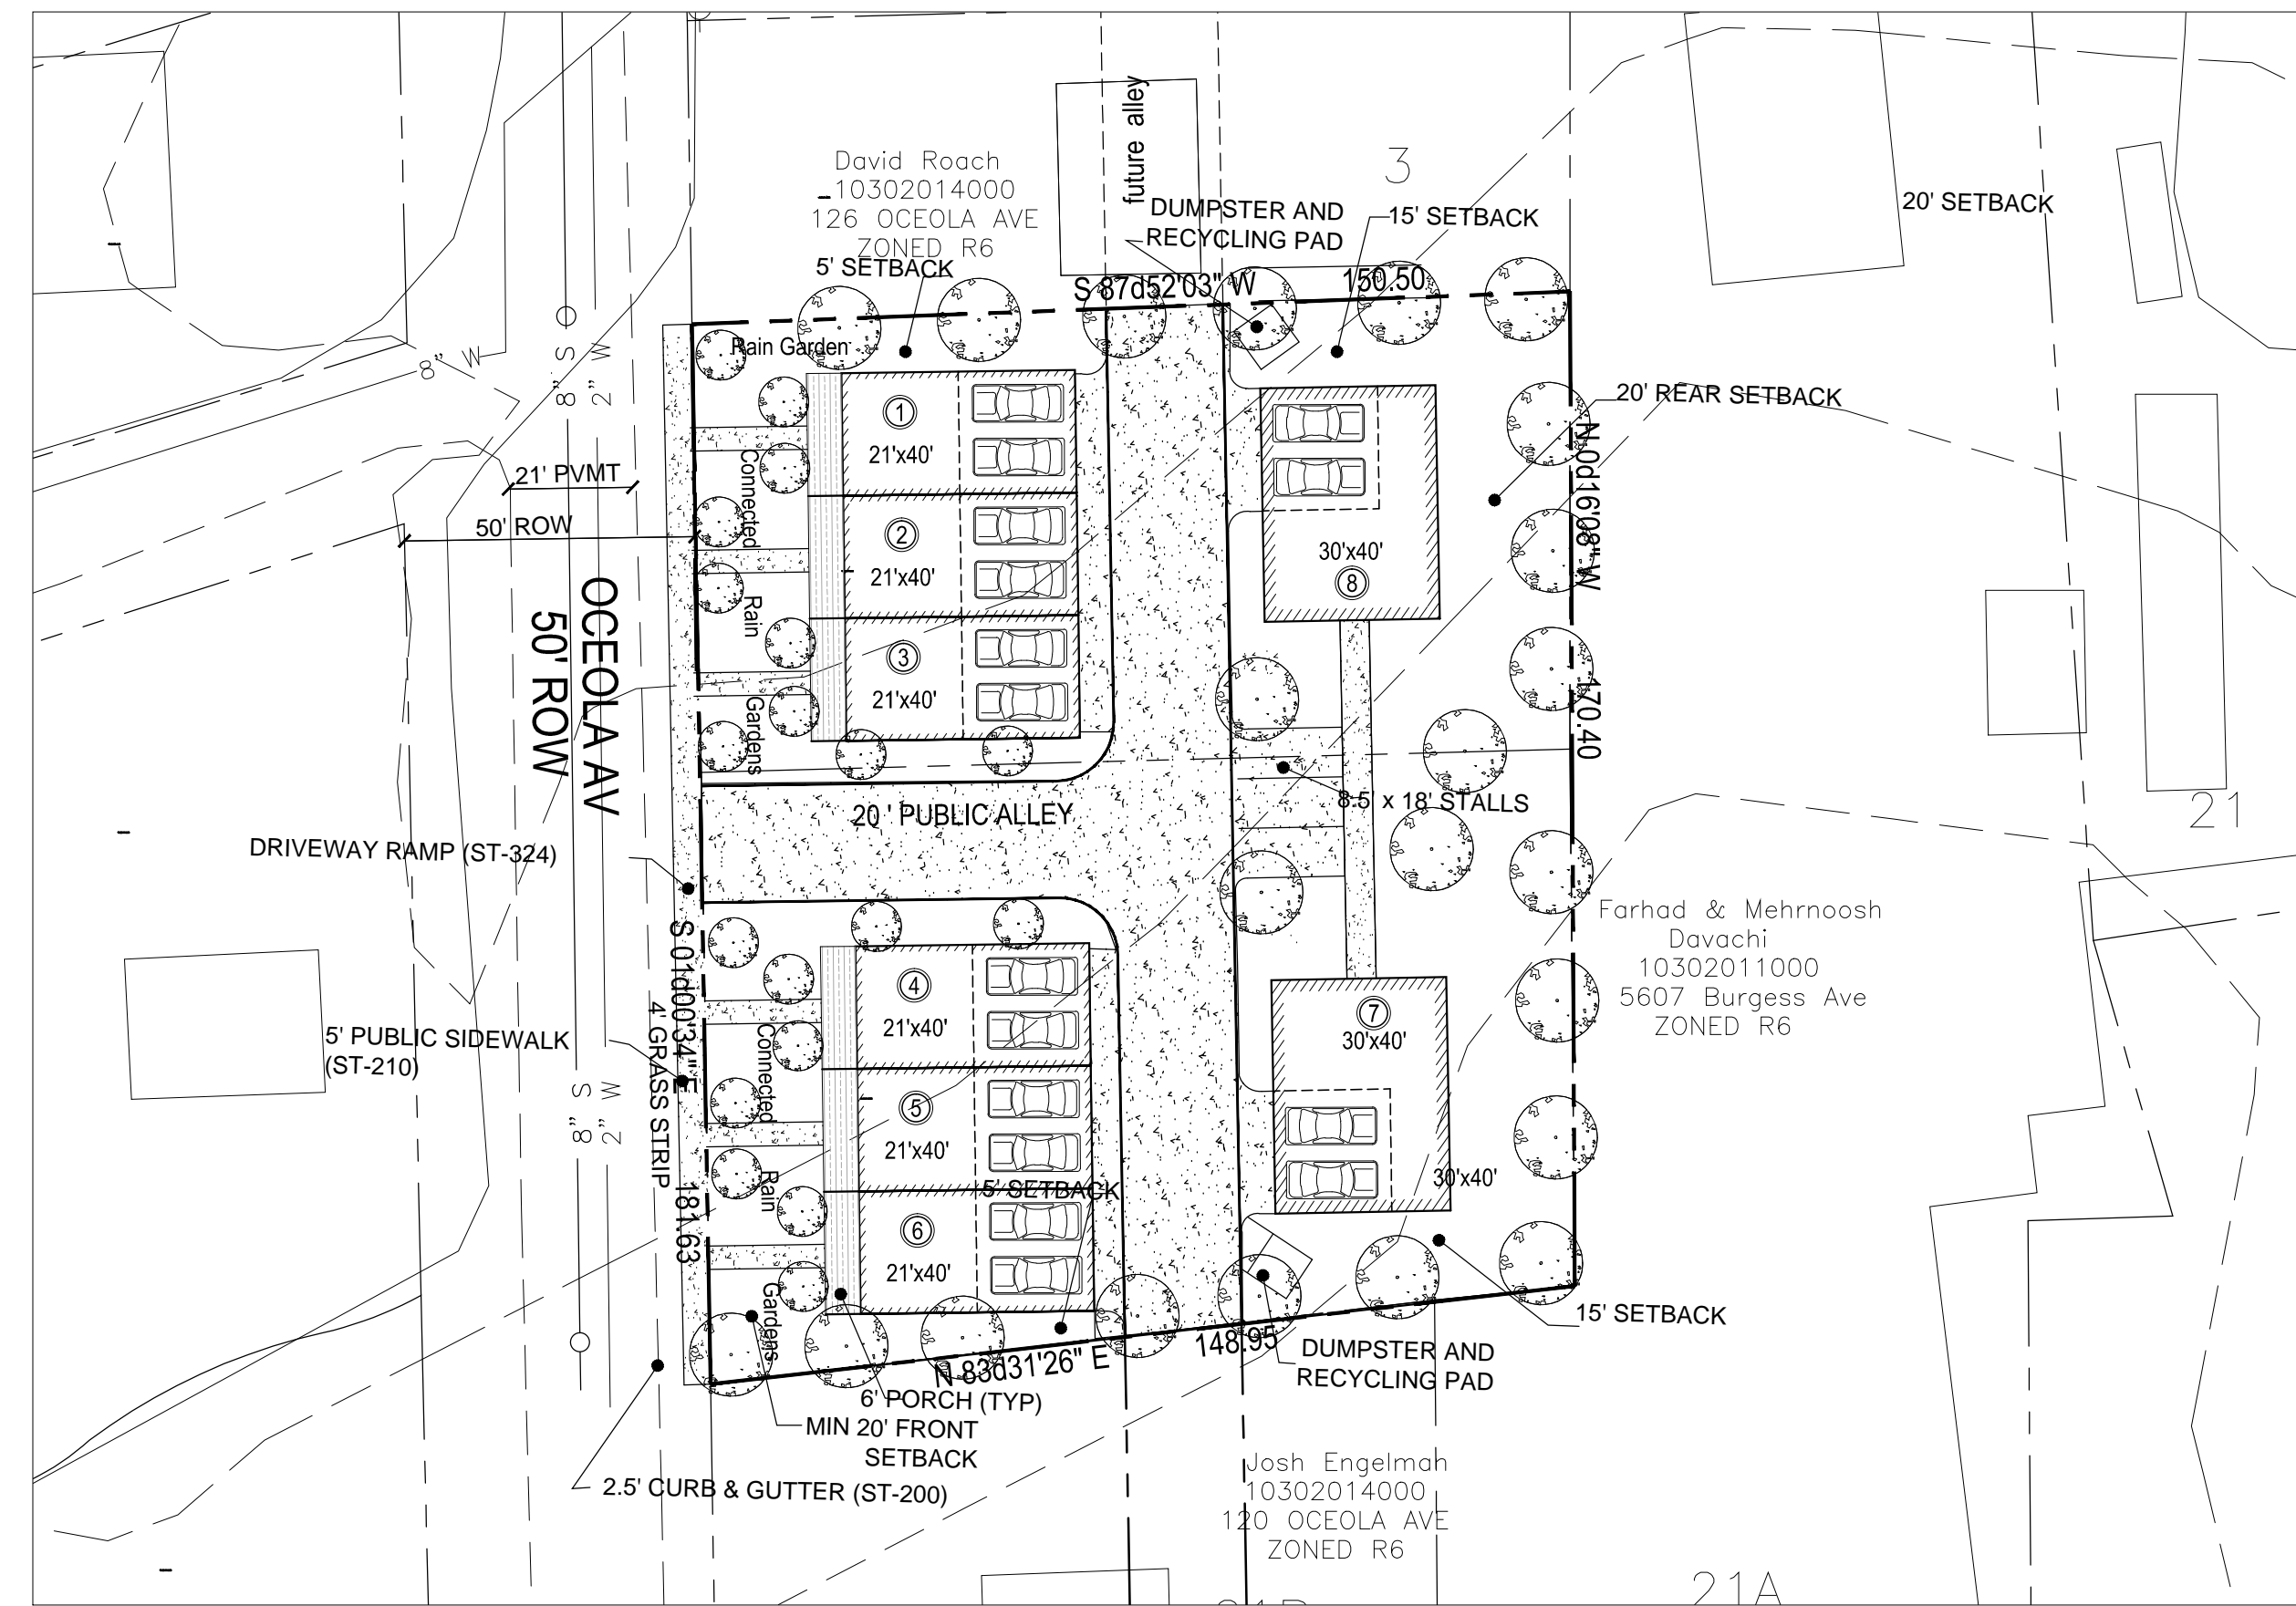 David Roach
10302014000
126 OCEOLA AVE
ZONED R6
5' SETBACK
future alley
DUMPSTER AND
RECYCLING PAD
3
15' SETBACK
20' SETBACK
S 87d52'03" W
150.50
20' REAR SETBACK
N 0d16'08" W
170.40
8" W
8" S
2" W
21' PVMT
50' ROW
OCEOLA AV
50' ROW
Rain Garden
Connected
Rain
Gardens
1
21'x40'
2
21'x40'
3
21'x40'
30'x40'
8
20' PUBLIC ALLEY
8.5' x 18' STALLS
21
DRIVEWAY RAMP (ST-324)
S 01d00'34" E
181.63
4' GRASS STRIP
5' PUBLIC SIDEWALK
(ST-210)
8" S
2" W
Connected
Rain
Gardens
4
21'x40'
5
21'x40'
6
21'x40'
5' SETBACK
7
30'x40'
30'x40'
Farhad & Mehrnoosh
Davachi
10302011000
5607 Burgess Ave
ZONED R6
15' SETBACK
148.95
N 83d31'26" E
DUMPSTER AND
RECYCLING PAD
6' PORCH (TYP)
MIN 20' FRONT
SETBACK
2.5' CURB & GUTTER (ST-200)
Josh Engelmah
10302014000
120 OCEOLA AVE
ZONED R6
21A